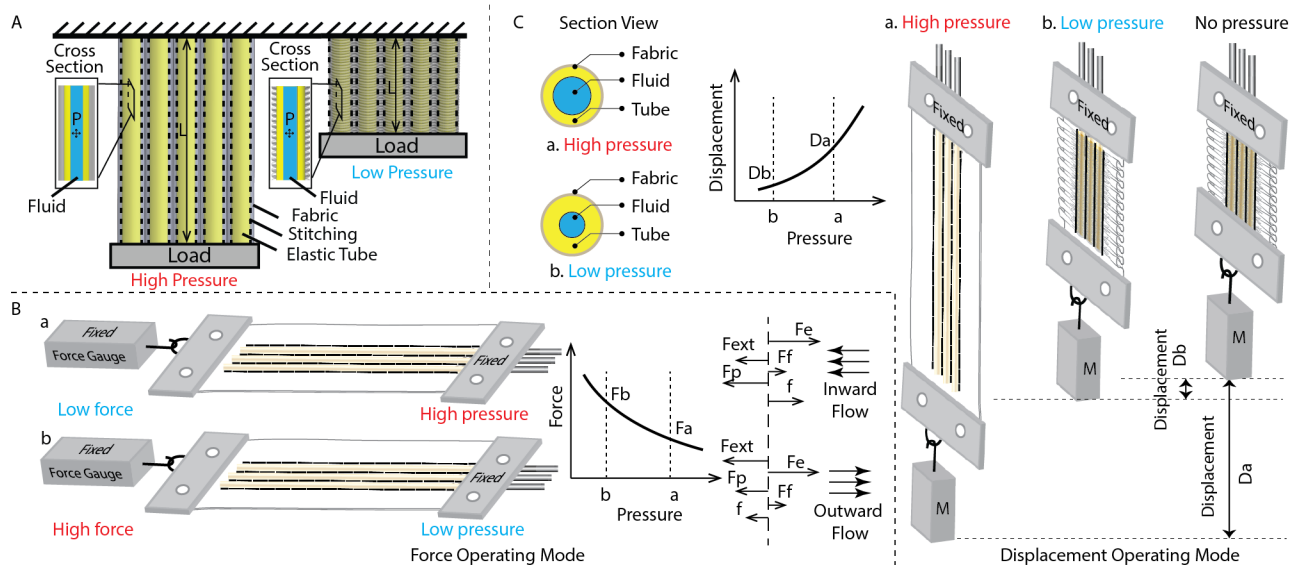 A
Cross
Section
P
Fluid
L
Load
High Pressure
Cross
Section
P
Fluid
Fabric
Stitching
Elastic Tube
L
Load
Low Pressure
C
Section View
Fabric
Fluid
Tube
a. High pressure
Fabric
Fluid
Tube
b. Low pressure
Displacement
Db
Da
b
a
Pressure
a. High pressure
b. Low pressure
No pressure
Fixed
Fixed
Fixed
M
M
M
Displacement
Db
Displacement
Da
Displacement Operating Mode
B
a
Fixed
Force Gauge
Low force
Fixed
High pressure
b
Fixed
Force Gauge
High force
Fixed
Low pressure
Force
Fb
Fa
b
a
Pressure
Fe
Fext
Ff
Fp
f
Inward
Flow
Fext
Fe
Fp
Ff
f
Outward
Flow
Force Operating Mode